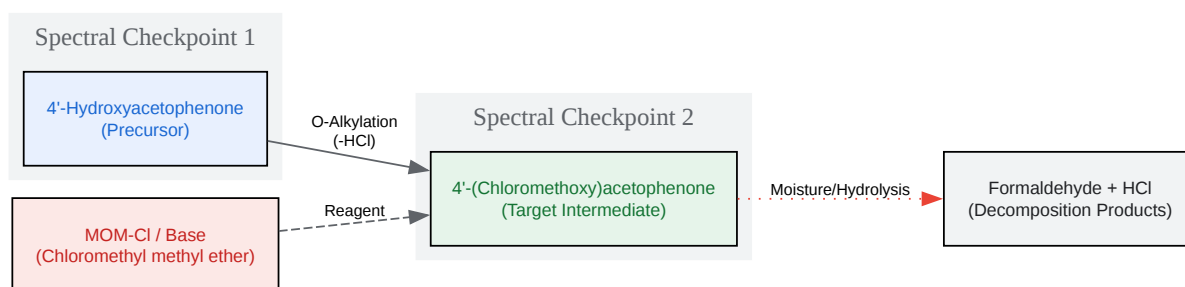 Spectral Checkpoint 1
4'-Hydroxyacetophenone
(Precursor)
O-Alkylation
(-HCl)
Spectral Checkpoint 2
4'-(Chloromethoxy)acetophenone
(Target Intermediate)
Moisture/Hydrolysis
Formaldehyde + HCl
(Decomposition Products)
Reagent
MOM-Cl / Base
(Chloromethyl methyl ether)